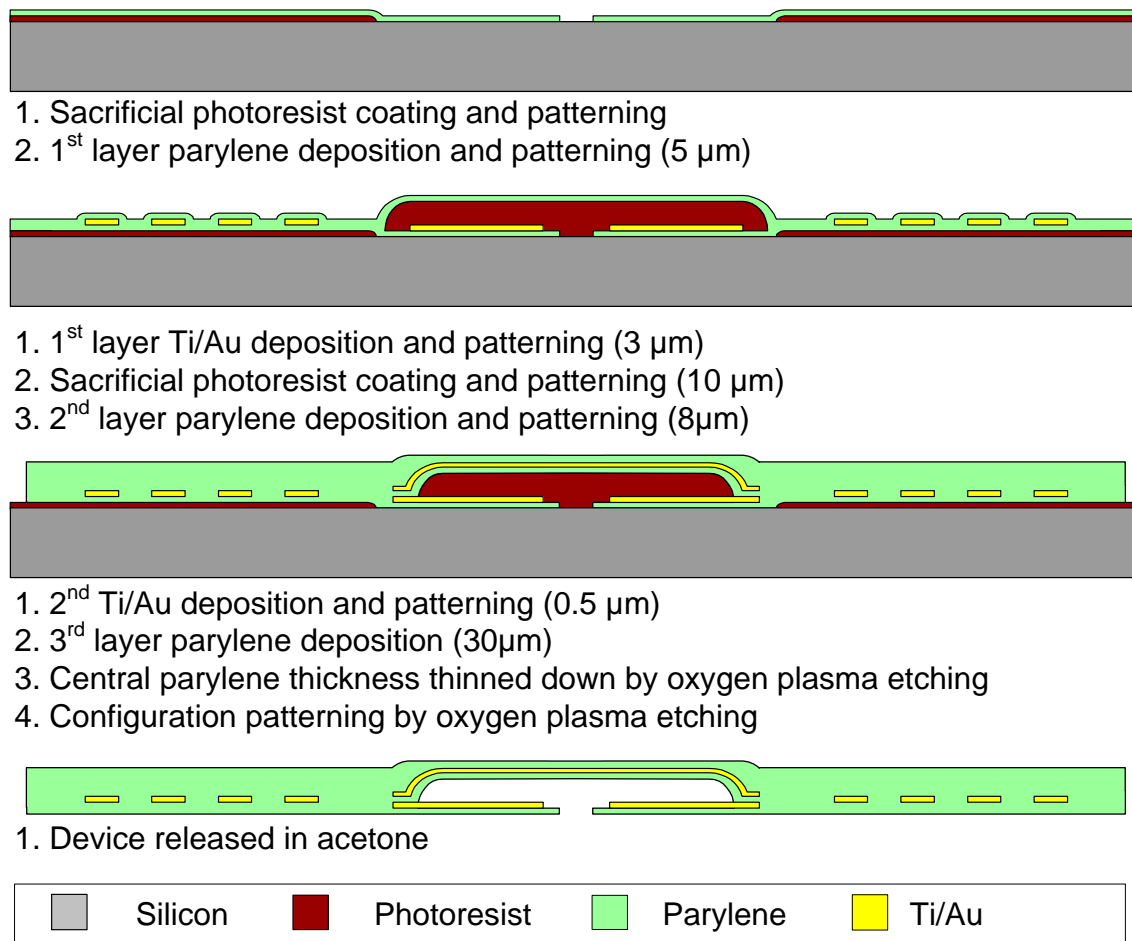 1. Sacrificial photoresist coating and patterning
2. 1st layer parylene deposition and patterning (5 µm)
1. 1st layer Ti/Au deposition and patterning (3 µm)
2. Sacrificial photoresist coating and patterning (10 µm)
3. 2nd layer parylene deposition and patterning (8µm)
1. 2nd Ti/Au deposition and patterning (0.5 µm)
2. 3rd layer parylene deposition (30µm)
3. Central parylene thickness thinned down by oxygen plasma etching
4. Configuration patterning by oxygen plasma etching
1. Device released in acetone
Silicon Photoresist Parylene Ti/Au